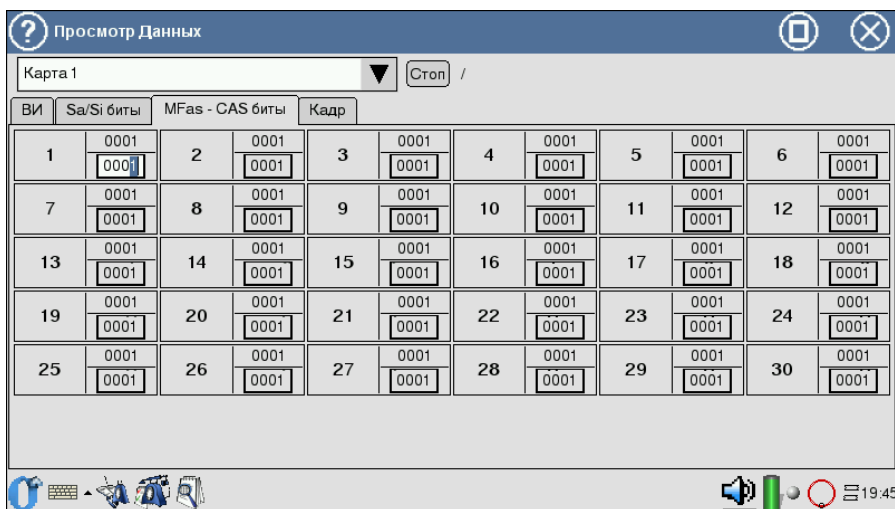 Просмотр Данных
Карта 1 Стоп /
ВИ Sa/Si биты MFas - CAS биты Кадр
1 0001 2 0001 3 0001 4 0001 5 0001 6 0001
0001 0001 0001 0001 0001 0001
7 0001 8 0001 9 0001 10 0001 11 0001 12 0001
0001 0001 0001 0001 0001 0001
13 0001 14 0001 15 0001 16 0001 17 0001 18 0001
0001 0001 0001 0001 0001 0001
19 0001 20 0001 21 0001 22 0001 23 0001 24 0001
0001 0001 0001 0001 0001 0001
25 0001 26 0001 27 0001 28 0001 29 0001 30 0001
0001 0001 0001 0001 0001 0001
19:45